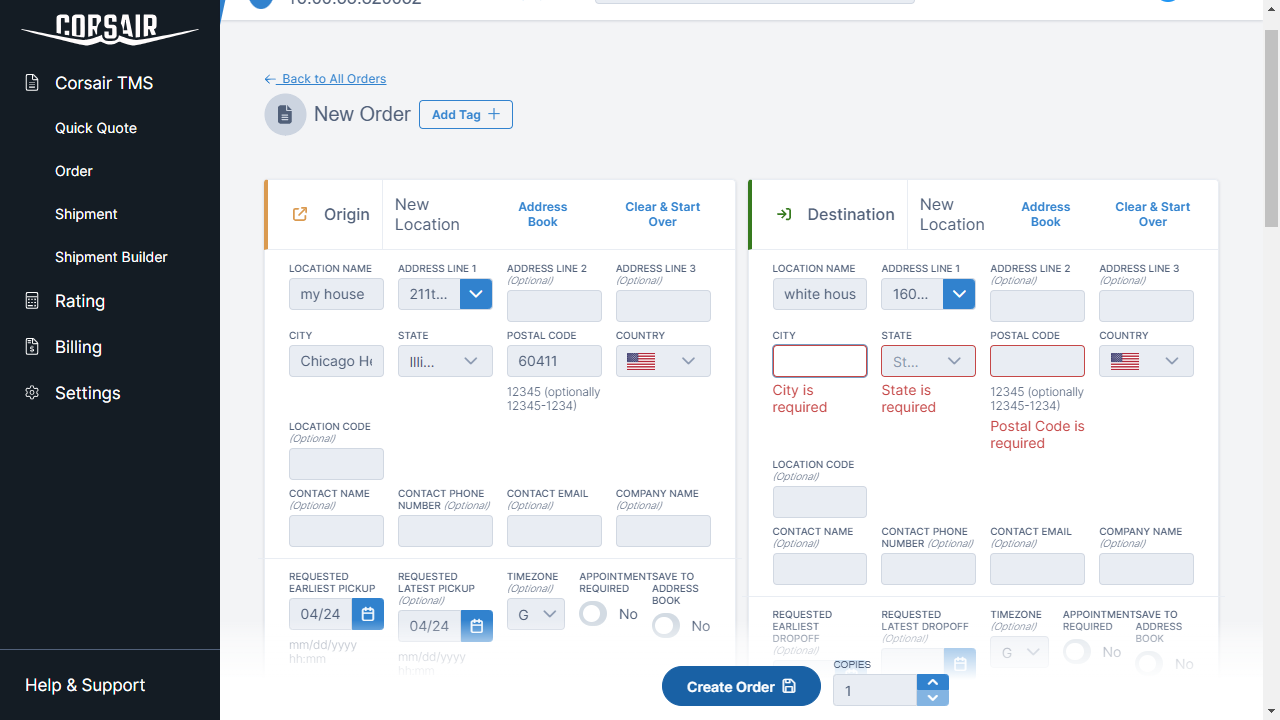 CORSAIR
Corsair TMS
Quick Quote
Order
Shipment
Shipment Builder
Rating
Billing
Settings
Help & Support
Back to All Orders
New Order
Add Tag
Origin
New Location
Address Book
Clear & Start Over
LOCATION NAME
ADDRESS LINE 1
ADDRESS LINE 2 (Optional)
ADDRESS LINE 3 (Optional)
my house
211t...
CITY
STATE
POSTAL CODE
COUNTRY
Chicago He
Illi...
60411
12345 (optionally 12345-1234)
LOCATION CODE (Optional)
CONTACT NAME (Optional)
CONTACT PHONE NUMBER (Optional)
CONTACT EMAIL (Optional)
COMPANY NAME (Optional)
REQUESTED EARLIEST PICKUP
REQUESTED LATEST PICKUP (Optional)
TIMEZONE (Optional)
APPOINTMENT REQUIRED
SAVE TO ADDRESS BOOK
04/24
04/24
G
No
No
mm/dd/yyyy hh:mm
mm/dd/yyyy hh:mm
Destination
New Location
Address Book
Clear & Start Over
LOCATION NAME
ADDRESS LINE 1
ADDRESS LINE 2 (Optional)
ADDRESS LINE 3 (Optional)
white hous
160...
CITY
STATE
POSTAL CODE
COUNTRY
St...
City is required
State is required
12345 (optionally 12345-1234)
Postal Code is required
LOCATION CODE (Optional)
CONTACT NAME (Optional)
CONTACT PHONE NUMBER (Optional)
CONTACT EMAIL (Optional)
COMPANY NAME (Optional)
REQUESTED EARLIEST DROPOFF (Optional)
REQUESTED LATEST DROPOFF (Optional)
TIMEZONE (Optional)
APPOINTMENT REQUIRED
SAVE TO ADDRESS BOOK
G
No
No
Create Order
COPIES
1